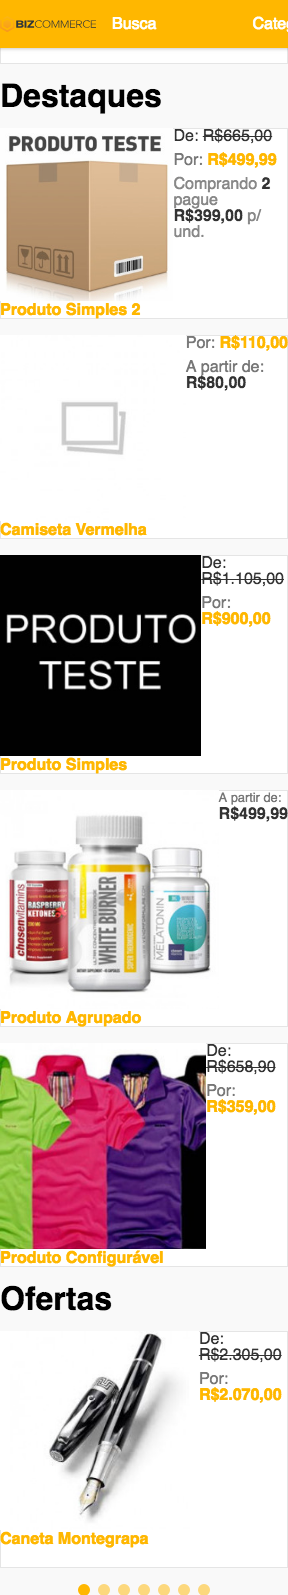 BIZCOMMERCE Busca Categ
Destaques
PRODUTO TESTE
De: R$665,00
Por: R$499,99
Comprando 2
pague
R$399,00 p/
und.
Produto Simples 2
Por: R$110,00
A partir de:
R$80,00
Camiseta Vermelha
PRODUTO
TESTE
De:
R$1.105,00
Por:
R$900,00
Produto Simples
A partir de:
R$499,99
chosenvitamins
RASPBERRY
KETONES
WHITE BURNER
SUPER THERMOGENIC
MELATONIN
Produto Agrupado
De:
R$658,90
Por:
R$359,00
Produto Configurável
Ofertas
De:
R$2.305,00
Por:
R$2.070,00
Caneta Montegrapa